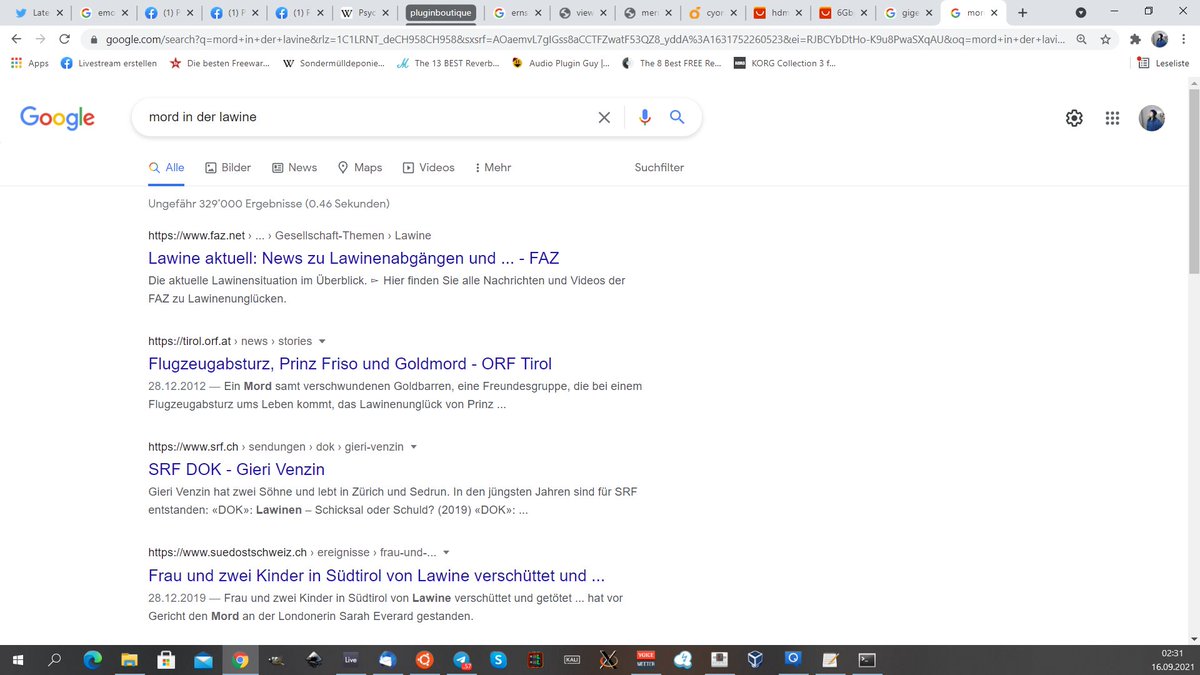 Late
emo
(1) F
(1) F
(1) F
Psyc
pluginboutique
erns
view
mer
cyor
hdm
6Gb
gige
mor
google.com/search?q=mord+in+der+lavine&rlz=1C1LRNT_deCH958CH958&sxsrf=AOaemvL7gIGss8aCCTFZwatF53QZ8_yddA%3A1631752260523&ei=RJBCYbDtHo-K9u8PwaSXqAU&oq=mord+in+der+lavi...
Apps
Livestream erstellen
Die besten Freewar...
Sondermülldeponie...
The 13 BEST Reverb...
Audio Plugin Guy |...
The 8 Best FREE Re...
KORG Collection 3 f...
Leseliste
Google
mord in der lawine
Alle Bilder News Maps Videos Mehr Suchfilter
Ungefähr 329'000 Ergebnisse (0.46 Sekunden)
https://www.faz.net › ... › Gesellschaft-Themen › Lawine
Lawine aktuell: News zu Lawinenabgängen und ... - FAZ
Die aktuelle Lawinensituation im Überblick. ▻ Hier finden Sie alle Nachrichten und Videos der
FAZ zu Lawinenunglücken.
https://tirol.orf.at › news › stories
Flugzeugabsturz, Prinz Friso und Goldmord - ORF Tirol
28.12.2012 — Ein Mord samt verschwundenen Goldbarren, eine Freundesgruppe, die bei einem
Flugzeugabsturz ums Leben kommt, das Lawinenunglück von Prinz ...
https://www.srf.ch › sendungen › dok › gieri-venzin
SRF DOK - Gieri Venzin
Gieri Venzin hat zwei Söhne und lebt in Zürich und Sedrun. In den jüngsten Jahren sind für SRF
entstanden: «DOK»: Lawinen – Schicksal oder Schuld? (2019) «DOK»: ...
https://www.suedostschweiz.ch › ereignisse › frau-und-...
Frau und zwei Kinder in Südtirol von Lawine verschüttet und ...
28.12.2019 — Frau und zwei Kinder in Südtirol von Lawine verschüttet und getötet ... hat vor
Gericht den Mord an der Londonerin Sarah Everard gestanden.
Live
37
KALI
VOICE
METER
02:31
16.09.2021